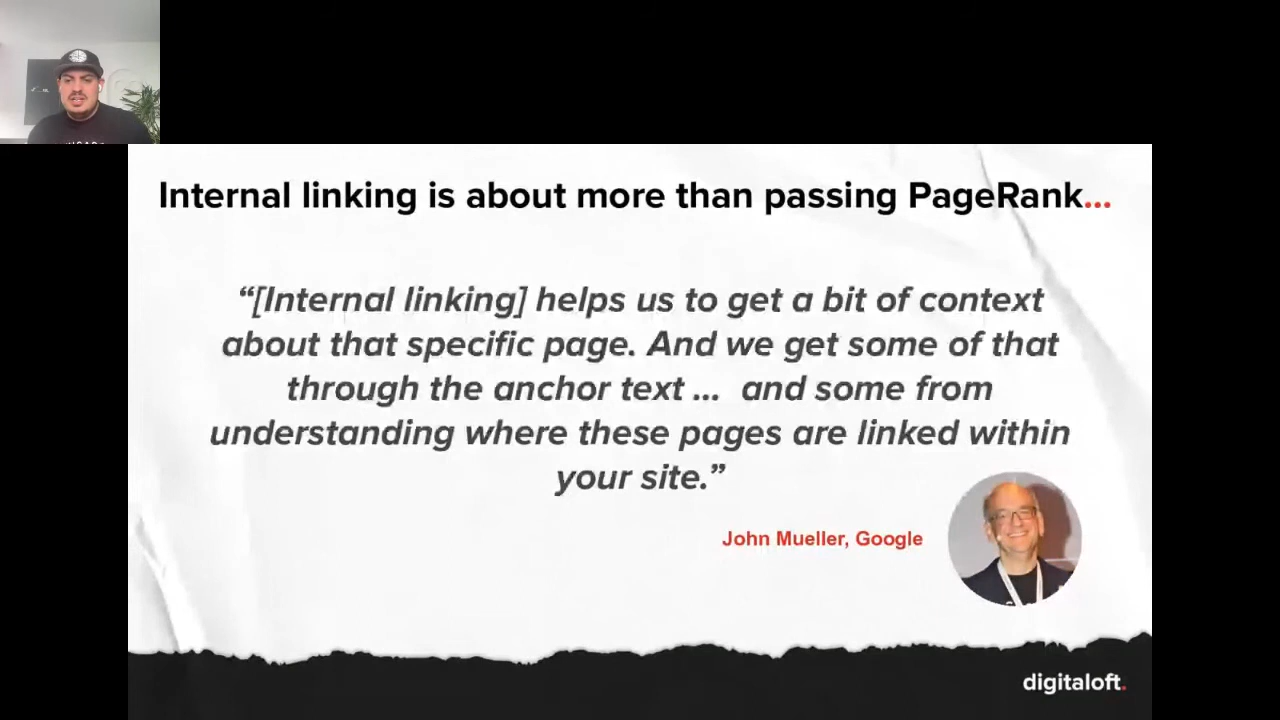 Internal linking is about more than passing PageRank...
“[Internal linking] helps us to get a bit of context
about that specific page. And we get some of that
through the anchor text ... and some from
understanding where these pages are linked within
your site.”
John Mueller, Google
digitaloft.